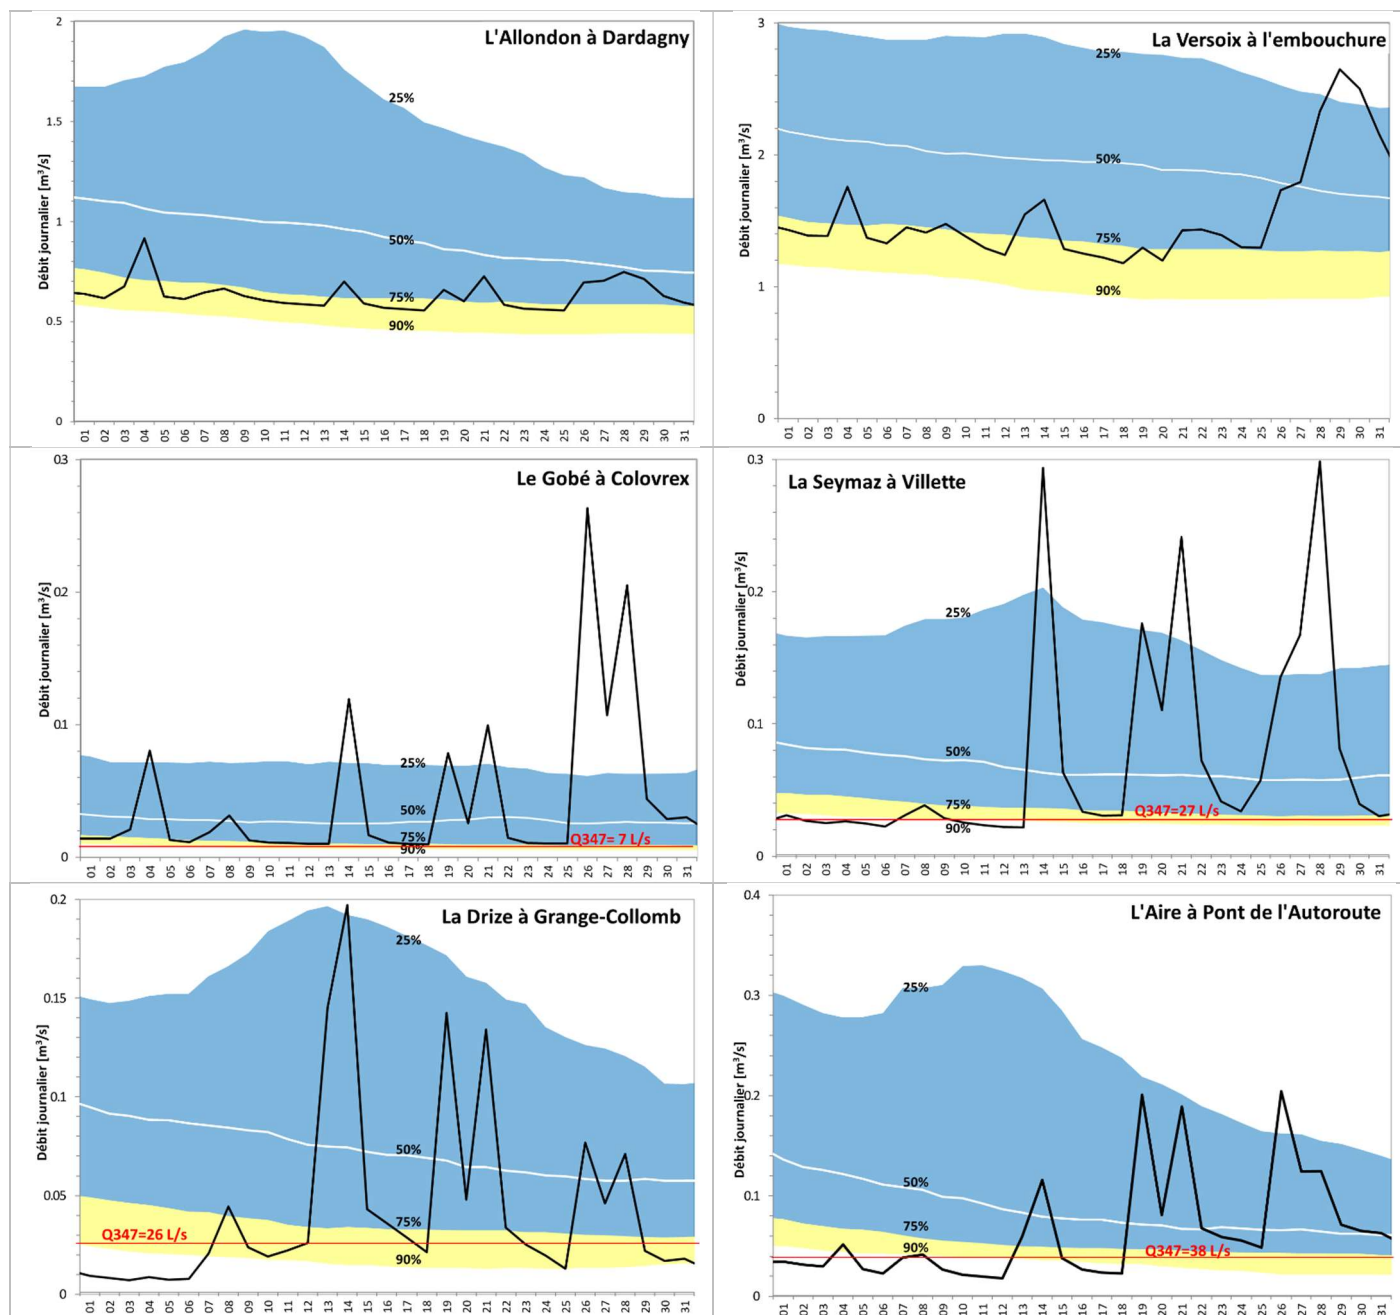 L'Allondon à Dardagny
Débit journalier [m³/s]
2
1.5
1
0.5
0
25%
50%
75%
90%
01 02 03 04 05 06 07 08 09 10 11 12 13 14 15 16 17 18 19 20 21 22 23 24 25 26 27 28 29 30 31
La Versoix à l'embouchure
Débit journalier [m³/s]
3
2
1
0
25%
50%
75%
90%
01 02 03 04 05 06 07 08 09 10 11 12 13 14 15 16 17 18 19 20 21 22 23 24 25 26 27 28 29 30 31
Le Gobé à Colovrex
Débit journalier [m³/s]
0.3
0.2
0.1
0
25%
50%
75%
90%
Q347= 7 L/s
01 02 03 04 05 06 07 08 09 10 11 12 13 14 15 16 17 18 19 20 21 22 23 24 25 26 27 28 29 30 31
La Seymaz à Villette
Débit journalier [m³/s]
0.3
0.2
0.1
0
25%
50%
75%
90%
Q347=27 L/s
01 02 03 04 05 06 07 08 09 10 11 12 13 14 15 16 17 18 19 20 21 22 23 24 25 26 27 28 29 30 31
La Drize à Grange-Collomb
Débit journalier [m³/s]
0.2
0.15
0.1
0.05
0
25%
50%
75%
90%
Q347=26 L/s
01 02 03 04 05 06 07 08 09 10 11 12 13 14 15 16 17 18 19 20 21 22 23 24 25 26 27 28 29 30 31
L'Aire à Pont de l'Autoroute
Débit journalier [m³/s]
0.4
0.3
0.2
0.1
0
25%
50%
75%
90%
Q347=38 L/s
01 02 03 04 05 06 07 08 09 10 11 12 13 14 15 16 17 18 19 20 21 22 23 24 25 26 27 28 29 30 31